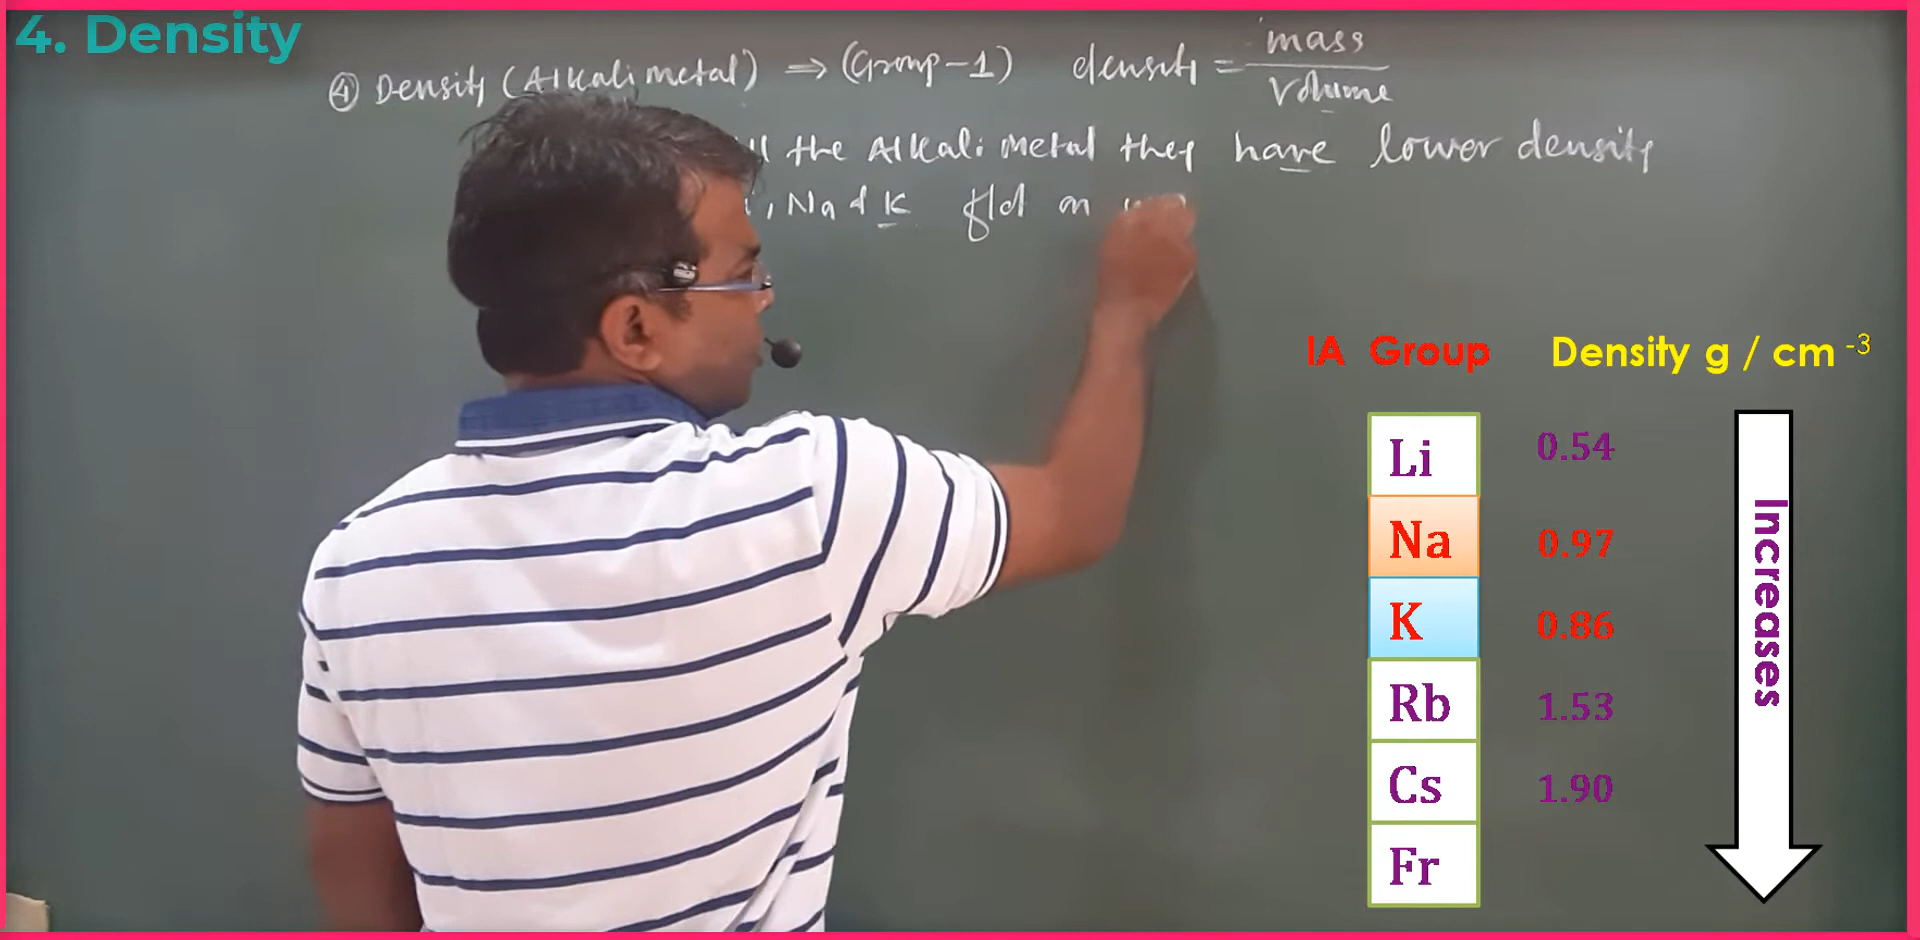 4. Density
④ Density (Alkali metal) ⇒ (Group-1) density = mass / Volume
the Alkali Metal they have lower density
, Na & K on
IA Group Density g / cm -3
Li 0.54
Na 0.97
K 0.86
Rb 1.53
Cs 1.90
Fr
Increases